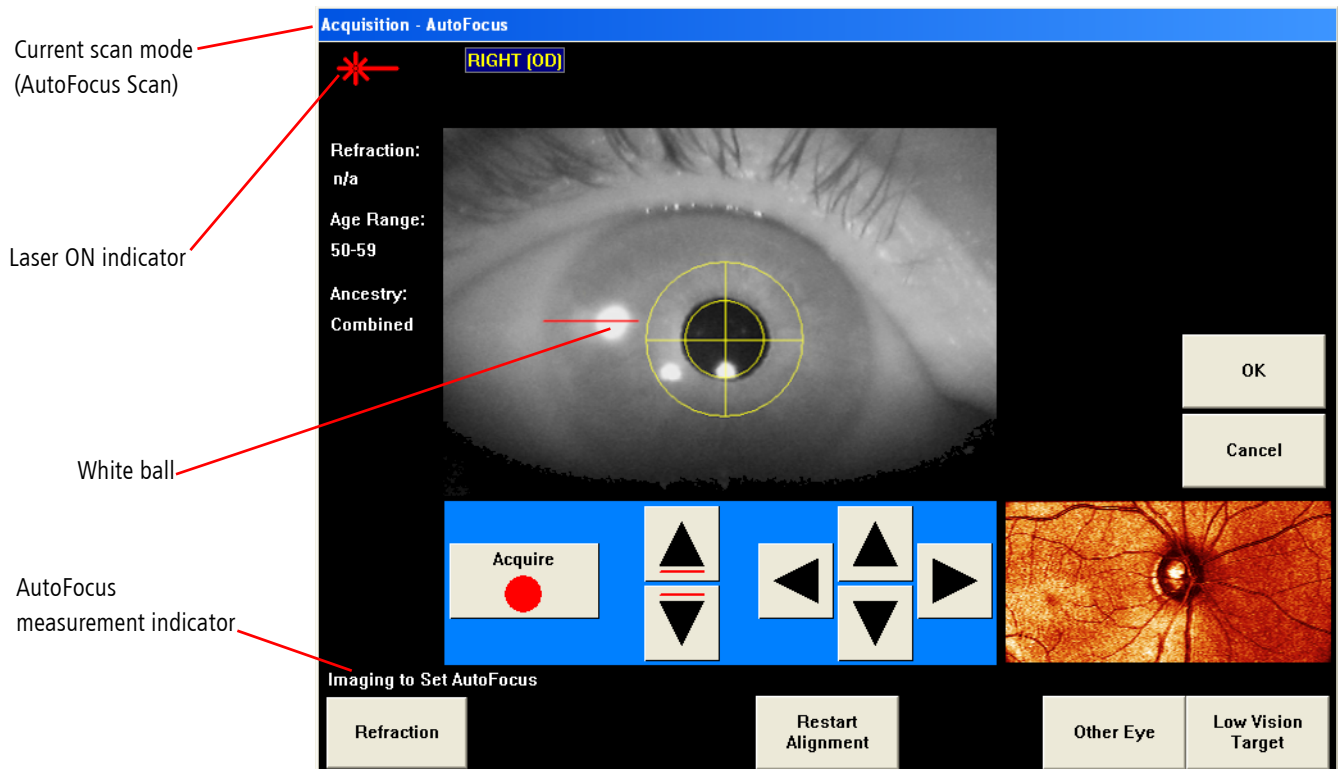 Acquisition - AutoFocus
Current scan mode
(AutoFocus Scan)
RIGHT (OD)
Refraction:
n/a
Age Range:
50-59
Laser ON indicator
Ancestry:
Combined
OK
Cancel
White ball
Acquire
AutoFocus
measurement indicator
Imaging to Set AutoFocus
Refraction
Restart
Alignment
Other Eye
Low Vision
Target